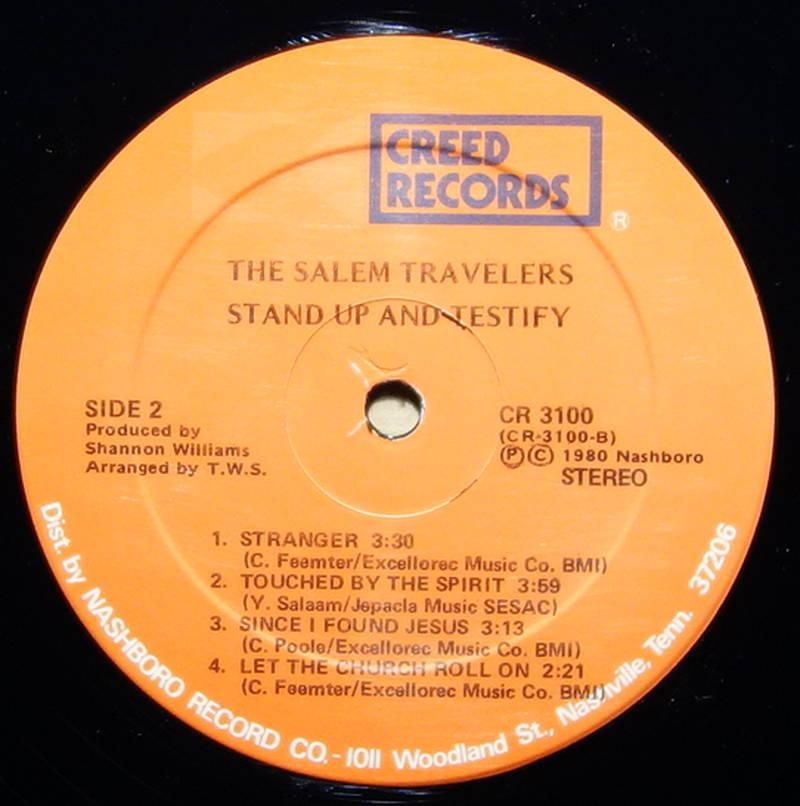 CREED
RECORDS
®
THE SALEM TRAVELERS
STAND UP AND TESTIFY
SIDE 2
Produced by
Shannon Williams
Arranged by T.W.S.
CR 3100
(CR-3100-B)
Ⓟ © 1980 Nashboro
STEREO
1. STRANGER 3:30
(C. Feemter/Excellorec Music Co. BMI)
2. TOUCHED BY THE SPIRIT 3:59
(Y. Salaam/Jepacla Music SESAC)
3. SINCE I FOUND JESUS 3:13
(C. Poole/Excellorec Music Co. BMI)
4. LET THE CHURCH ROLL ON 2:21
(C. Feemter/Excellorec Music Co. BMI)
Dist. by NASHBORO RECORD CO. - 1011 Woodland St., Nashville, Tenn. 37206